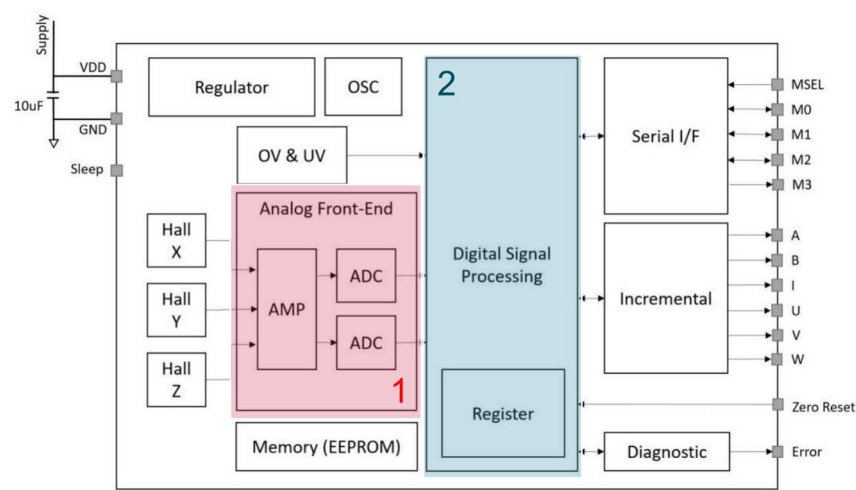 Supply
VDD
10uF
GND
Sleep
Regulator
OSC
OV & UV
Analog Front-End
Hall
X
Hall
Y
Hall
Z
AMP
ADC
ADC
1
Memory (EEPROM)
2
Digital Signal
Processing
Register
Serial I/F
Incremental
Diagnostic
MSEL
M0
M1
M2
M3
A
B
I
U
V
W
Zero Reset
Error